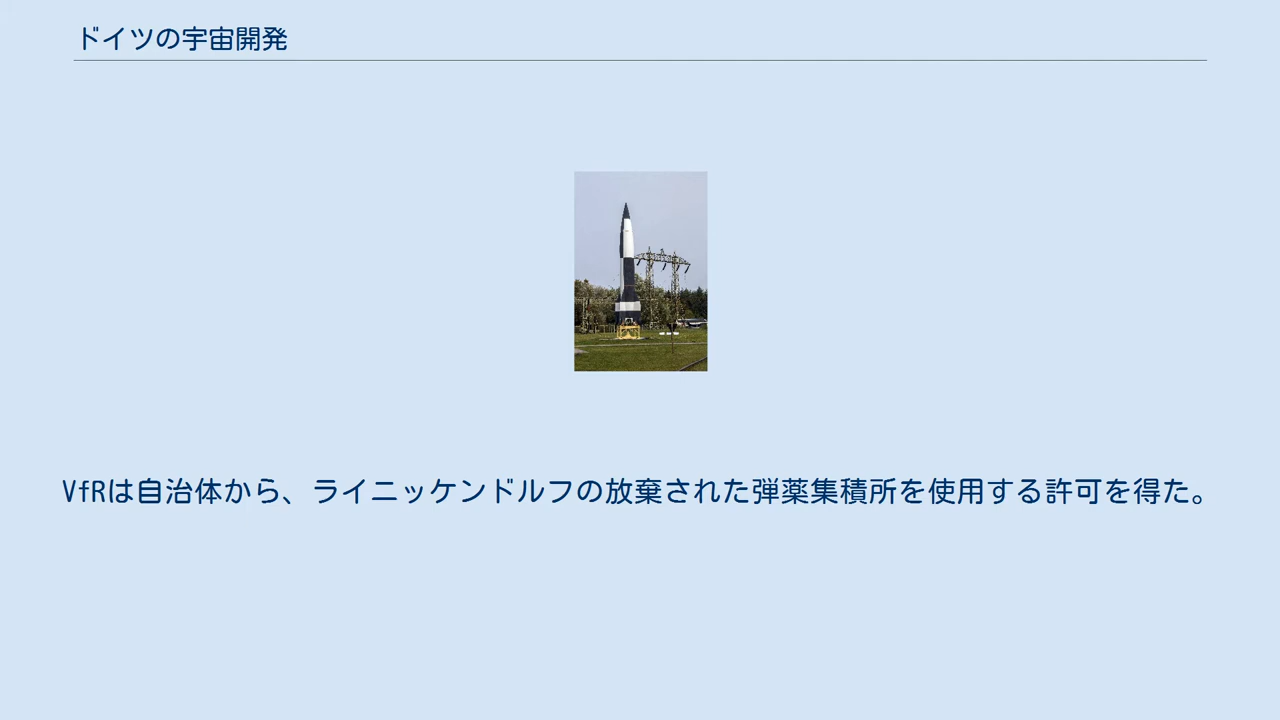 ドイツの宇宙開発
VfRは自治体から、ライニッケンドルフの放棄された弾薬集積所を使用する許可を得た。